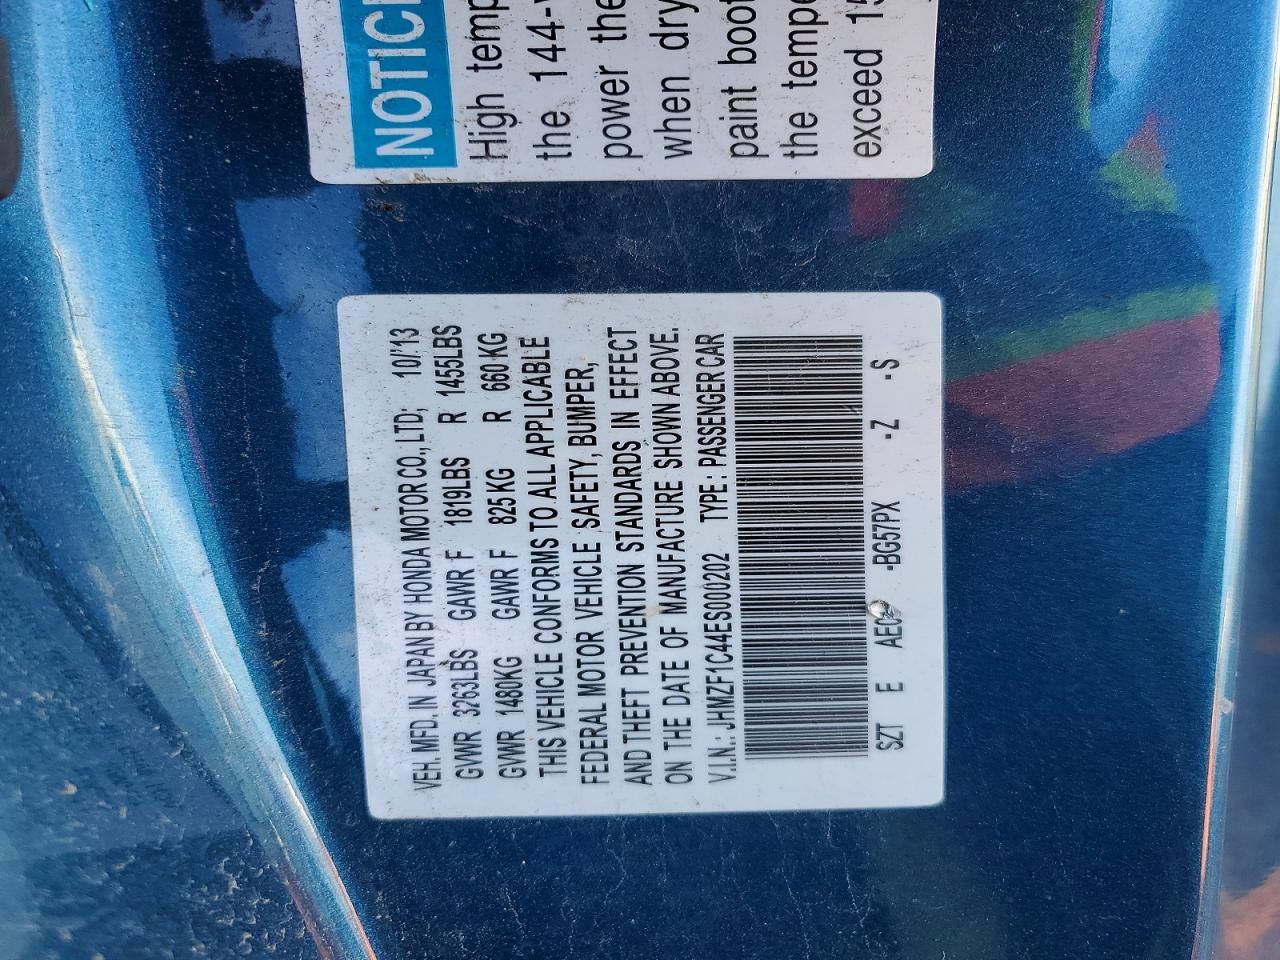 NOTIC
High temp
the 144-
power the
when dry
paint boot
the tempe
exceed 15
VEH. MFD. IN JAPAN BY HONDA MOTOR CO., LTD; 10/'13
GVWR 3263LBS GAWR F 1819LBS R 1455LBS
GVWR 1480KG GAWR F 825KG R 660KG
THIS VEHICLE CONFORMS TO ALL APPLICABLE
FEDERAL MOTOR VEHICLE SAFETY, BUMPER,
AND THEFT PREVENTION STANDARDS IN EFFECT
ON THE DATE OF MANUFACTURE SHOWN ABOVE.
V.I.N.: JHMZF1C44ES000202 TYPE: PASSENGER CAR
SZT E -BG57PX -Z -S